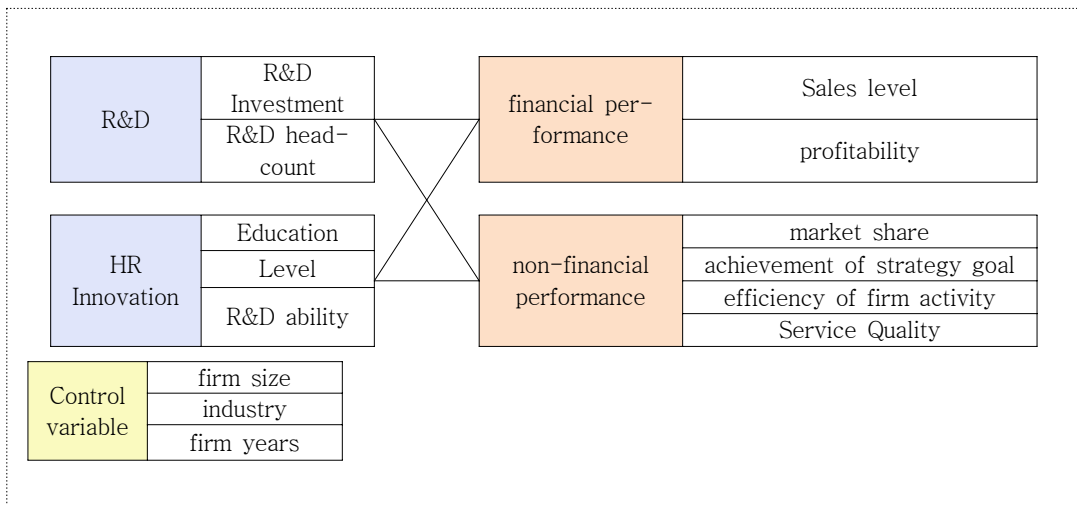 R&D
R&D
Investment
R&D head-
count
financial per-
formance
Sales level
profitability
HR
Innovation
Education
Level
R&D ability
non-financial
performance
market share
achievement of strategy goal
efficiency of firm activity
Service Quality
Control
variable
firm size
industry
firm years